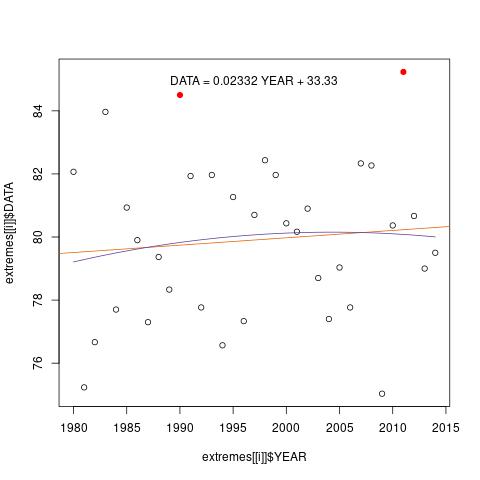 DATA = 0.02332 YEAR + 33.33
84
82
80
78
76
extremes[[i]]$DATA
1980 1985 1990 1995 2000 2005 2010 2015
extremes[[i]]$YEAR